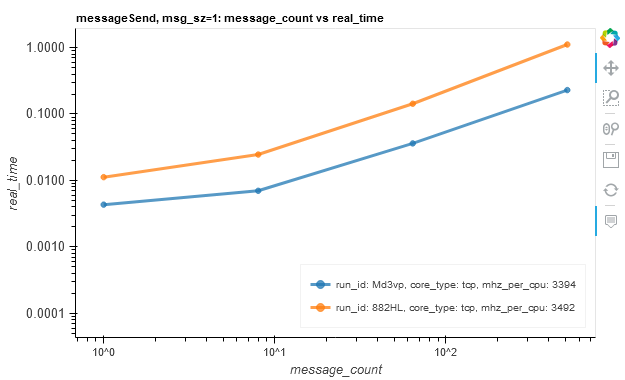 messageSend, msg_sz=1: message_count vs real_time
1.0000
0.1000
0.0100
0.0010
0.0001
real_time
run_id: Md3vp, core_type: tcp, mhz_per_cpu: 3394
run_id: 882HL, core_type: tcp, mhz_per_cpu: 3492
10^0
10^1
10^2
message_count